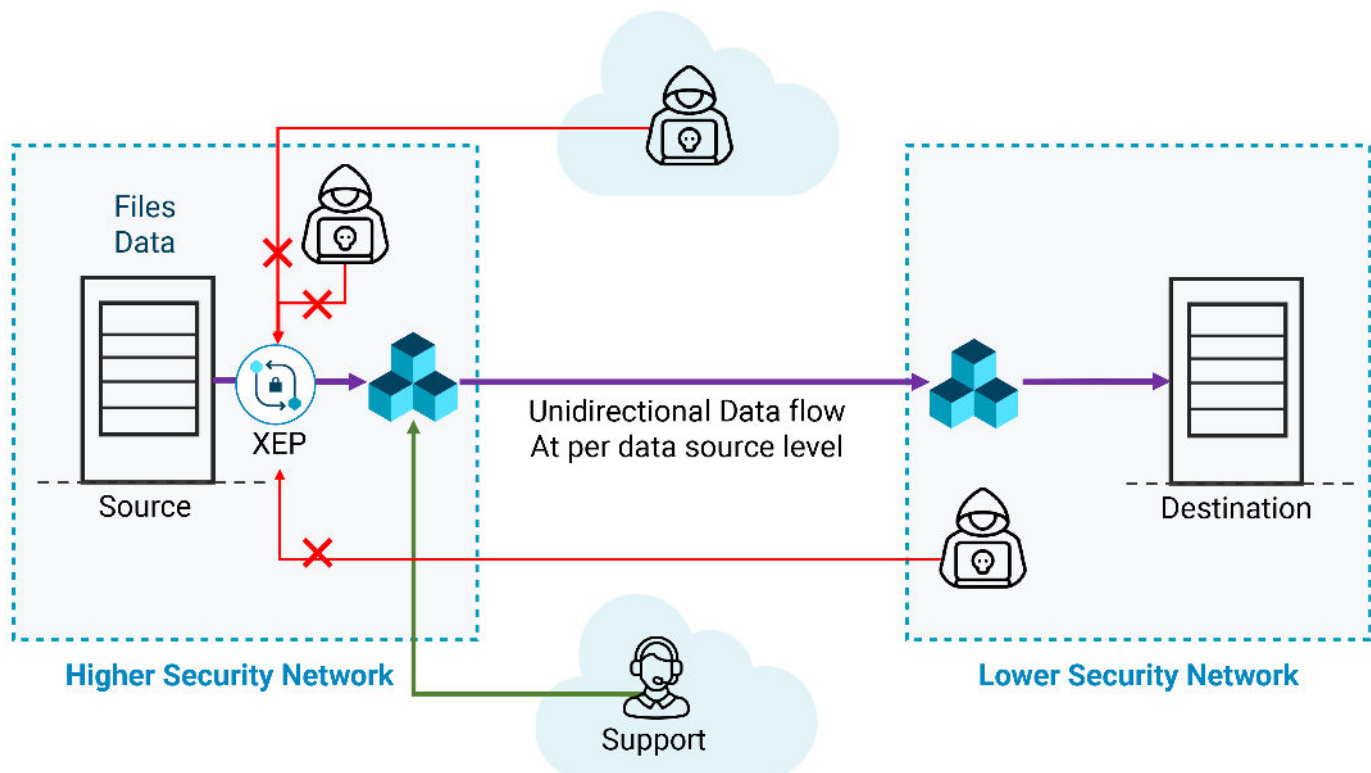 Files
Data
XEP
Source
Unidirectional Data flow
At per data source level
Destination
Higher Security Network
Lower Security Network
Support